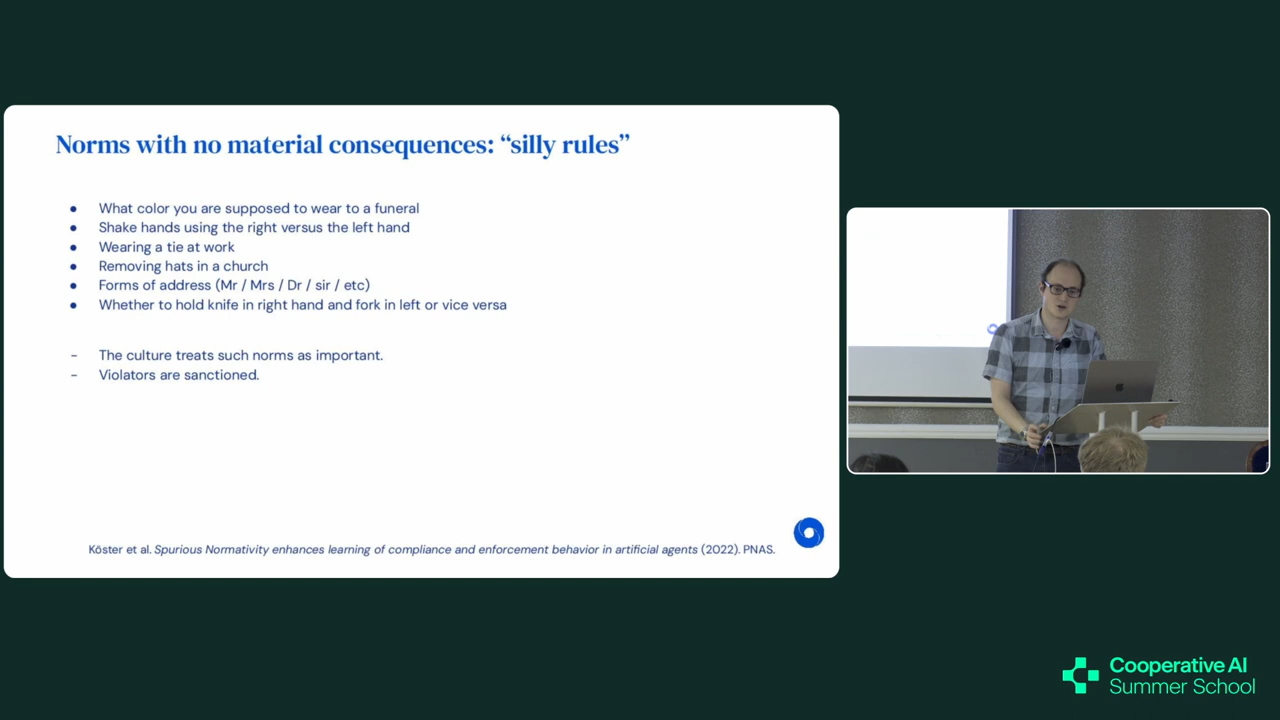 Norms with no material consequences: “silly rules”
● What color you are supposed to wear to a funeral
● Shake hands using the right versus the left hand
● Wearing a tie at work
● Removing hats in a church
● Forms of address (Mr / Mrs / Dr / sir / etc)
● Whether to hold knife in right hand and fork in left or vice versa
- The culture treats such norms as important.
- Violators are sanctioned.
Köster et al. Spurious Normativity enhances learning of compliance and enforcement behavior in artificial agents (2022). PNAS.
Cooperative AI
Summer School